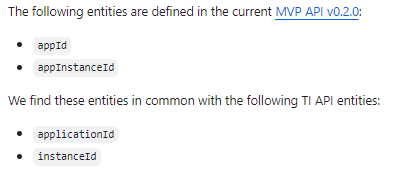 The following entities are defined in the current MVP API v0.2.0:
• appId
• appInstanceId
We find these entities in common with the following TI API entities:
• applicationId
• instanceId